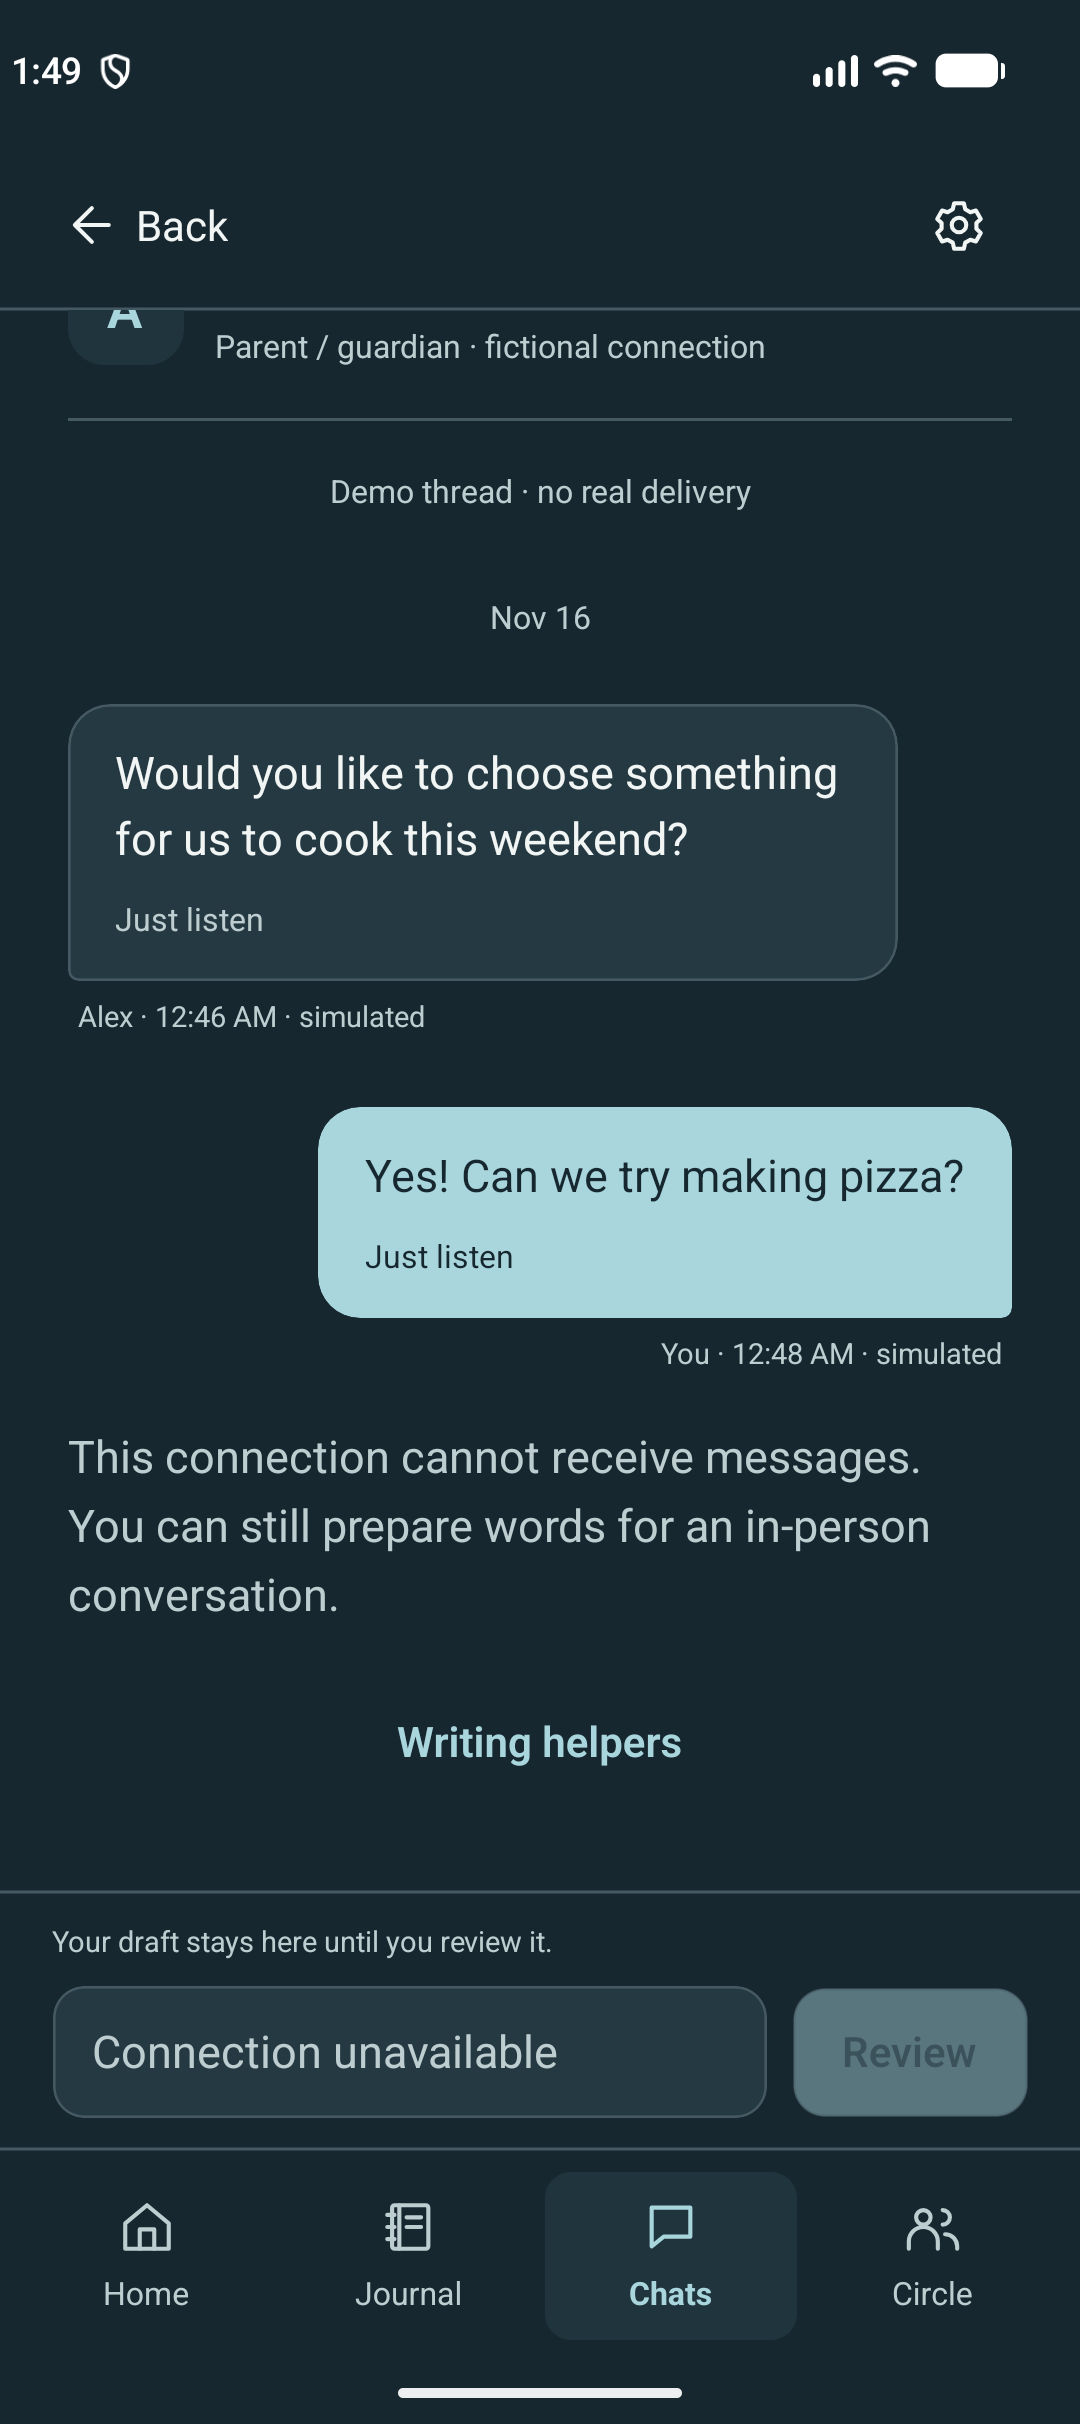 1:49
Back
A
Parent / guardian · fictional connection
Demo thread · no real delivery
Nov 16
Would you like to choose something
for us to cook this weekend?
Just listen
Alex · 12:46 AM · simulated
Yes! Can we try making pizza?
Just listen
You · 12:48 AM · simulated
This connection cannot receive messages.
You can still prepare words for an in-person
conversation.
Writing helpers
Your draft stays here until you review it.
Connection unavailable
Review
Home
Journal
Chats
Circle